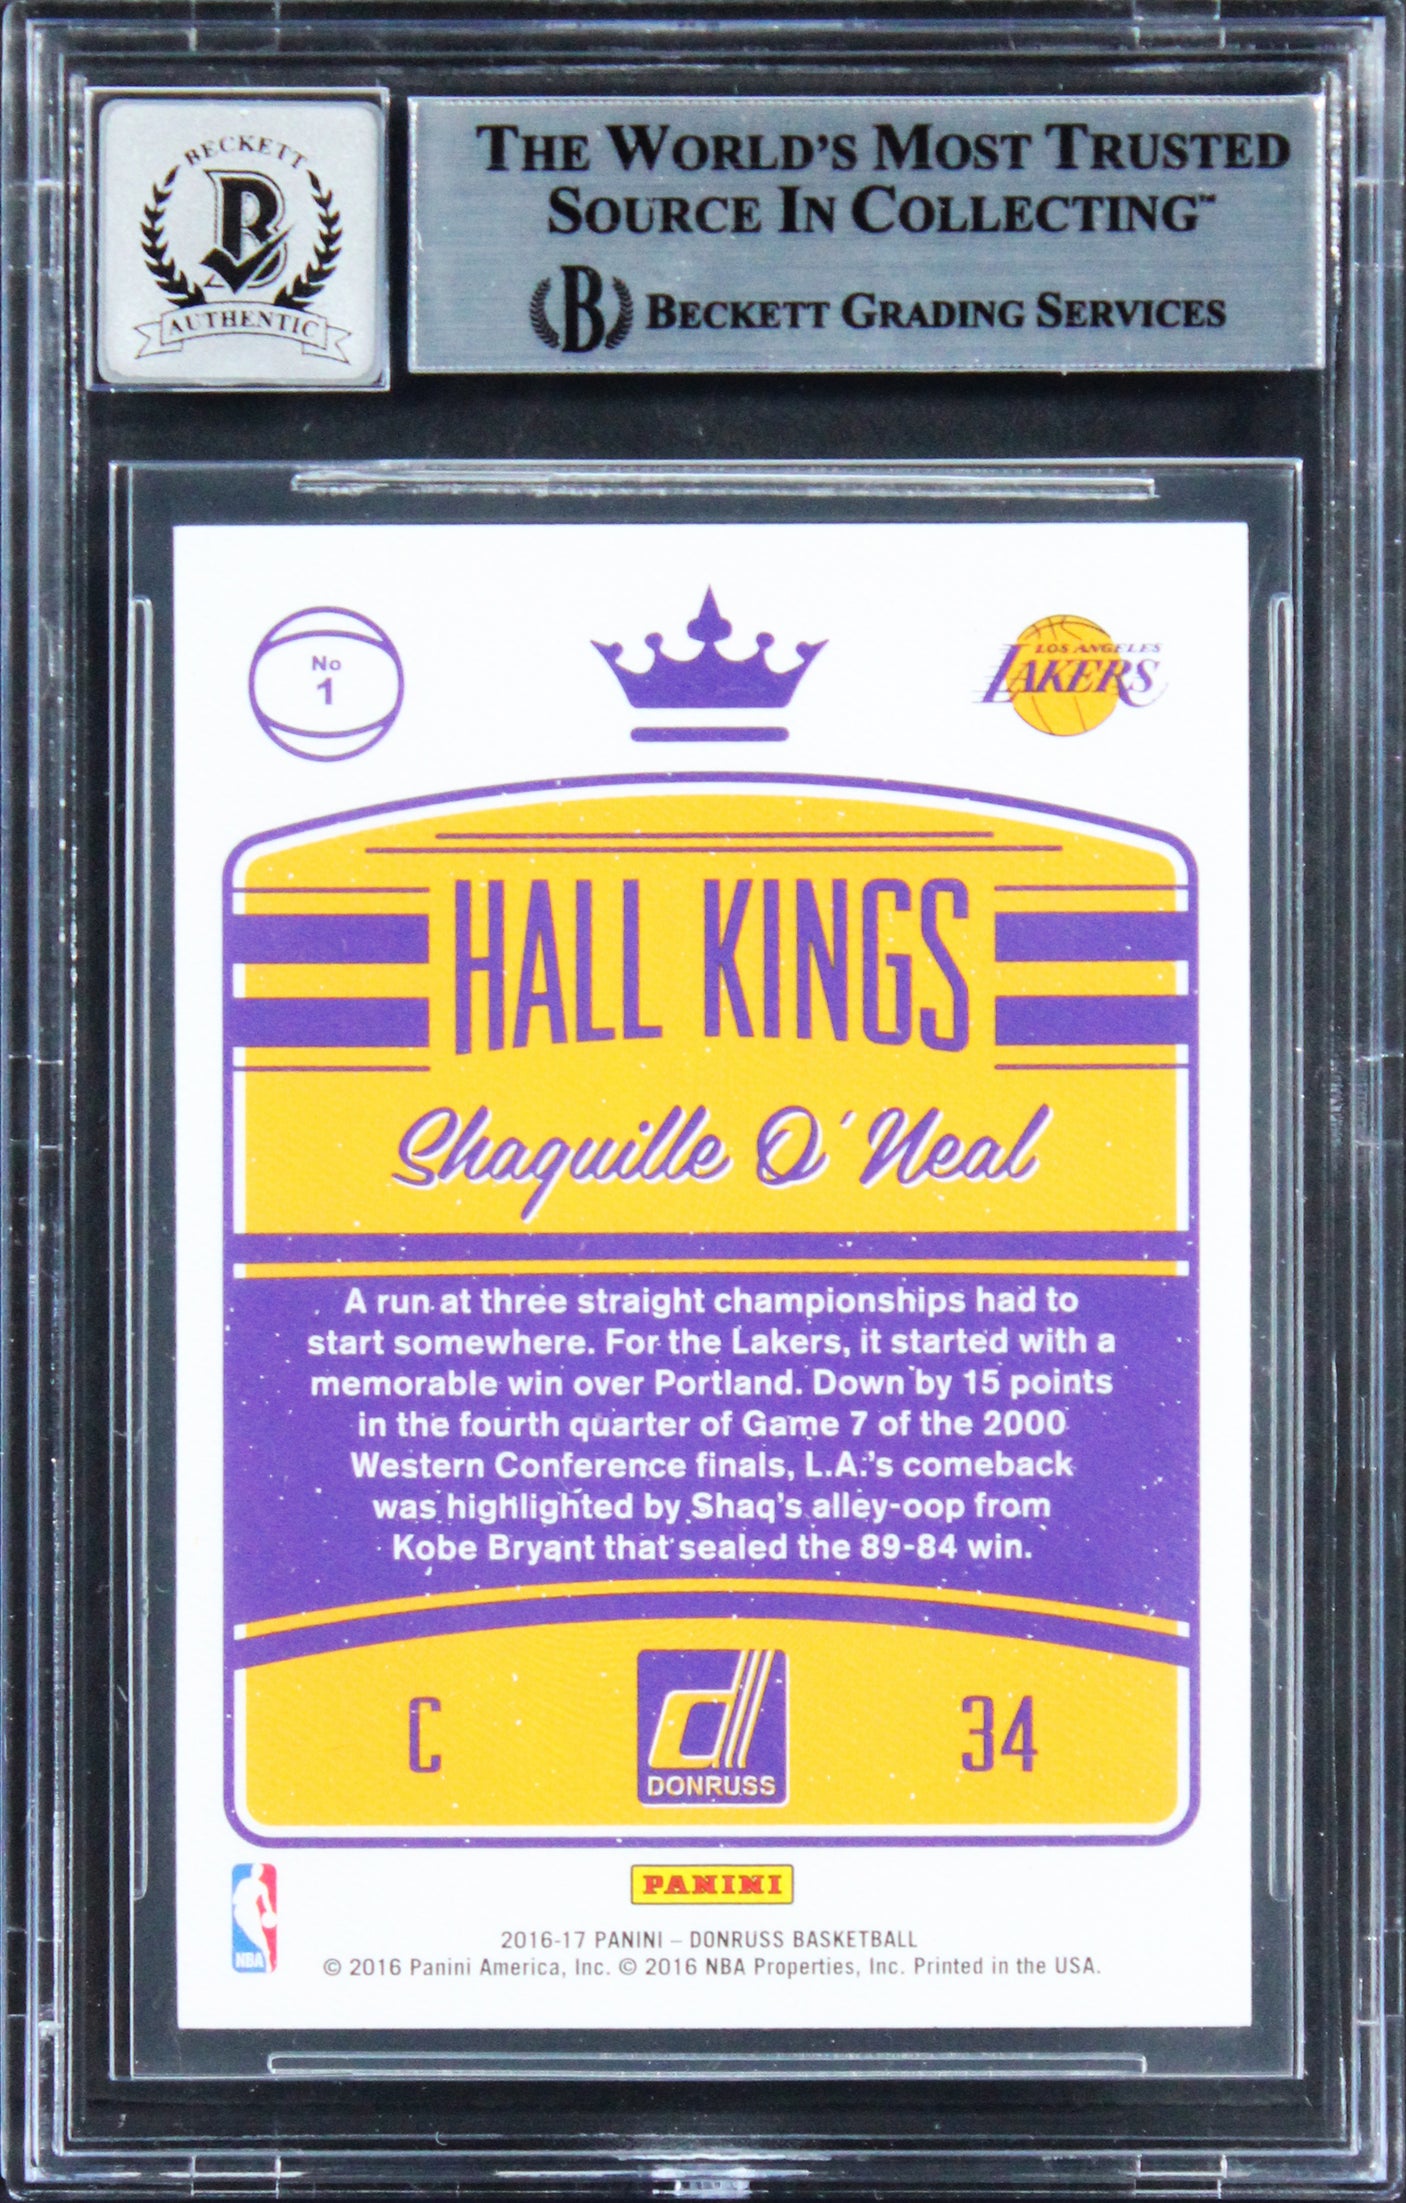 BECKETT
B
AUTHENTIC
THE WORLD'S MOST TRUSTED
SOURCE IN COLLECTING™
B BECKETT GRADING SERVICES
No
1
LOS ANGELES
LAKERS
HALL KINGS
Shaquille O'Neal
A run at three straight championships had to
start somewhere. For the Lakers, it started with a
memorable win over Portland. Down by 15 points
in the fourth quarter of Game 7 of the 2000
Western Conference finals, L.A.'s comeback
was highlighted by Shaq's alley-oop from
Kobe Bryant that sealed the 89-84 win.
C
d
DONRUSS
34
NBA
PANINI
2016-17 PANINI – DONRUSS BASKETBALL
© 2016 Panini America, Inc. © 2016 NBA Properties, Inc. Printed in the USA.